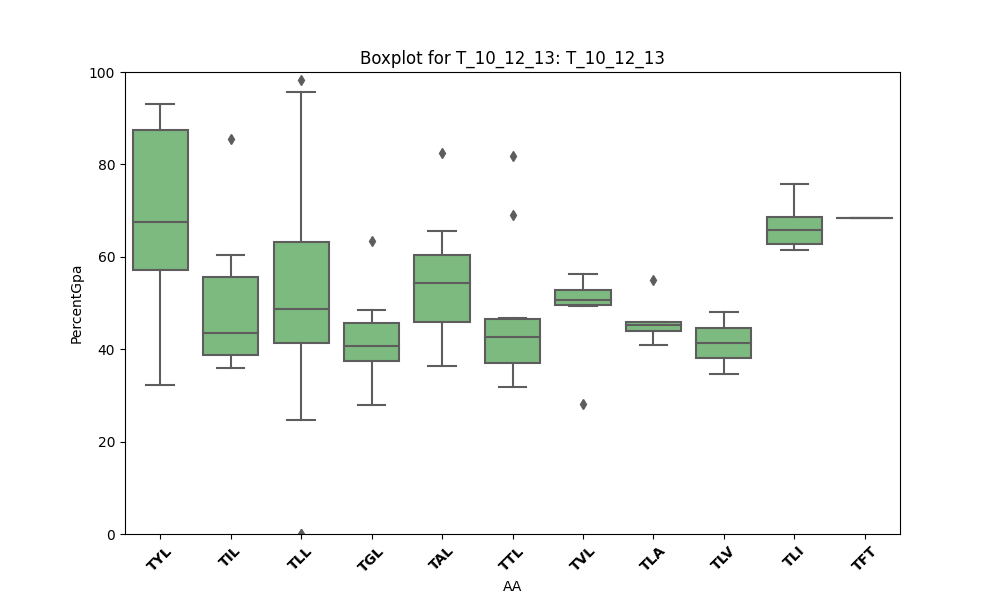 Boxplot for T_10_12_13: T_10_12_13
100
80
60
40
20
0
PercentGpa
TYL TIL TLL TGL TAL TTL TVL TLA TLV TLI TFT
AA